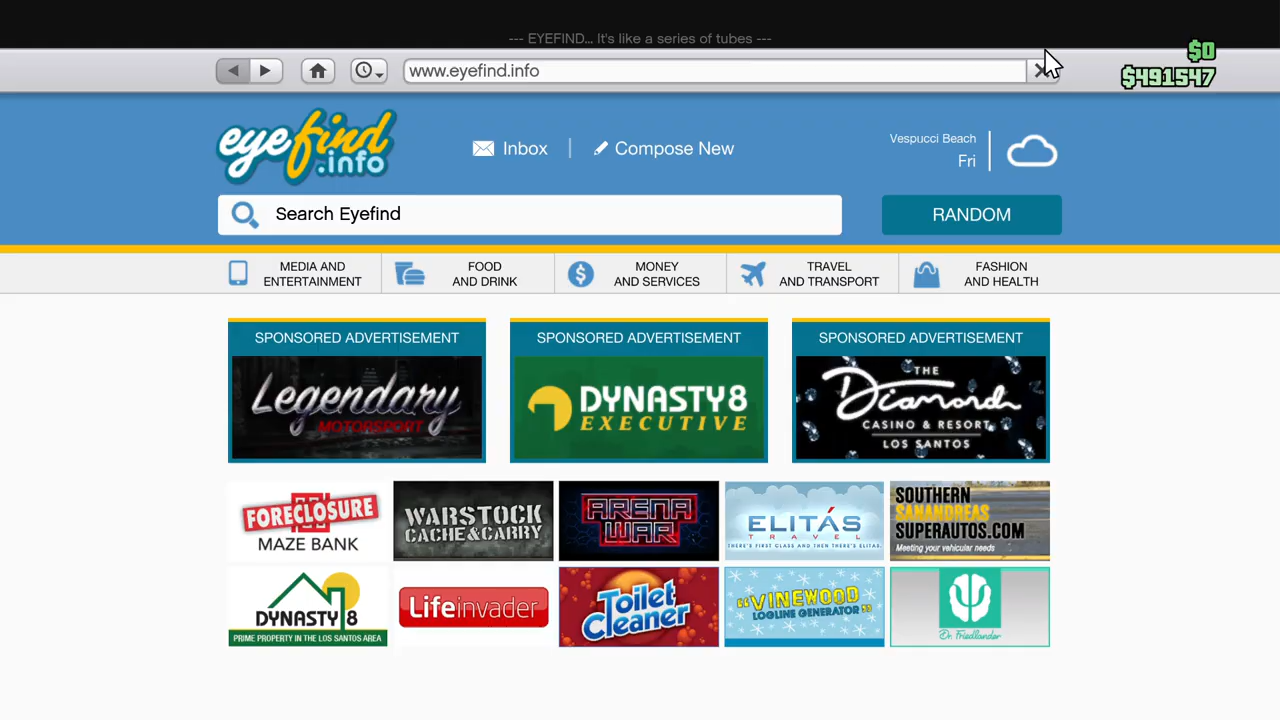 --- EYEFIND... It's like a series of tubes ---
$0
www.eyefind.info
$491547
eyefind.info
Inbox
Compose New
Vespucci Beach
Fri
Search Eyefind
RANDOM
MEDIA AND
ENTERTAINMENT
FOOD
AND DRINK
MONEY
AND SERVICES
TRAVEL
AND TRANSPORT
FASHION
AND HEALTH
SPONSORED ADVERTISEMENT
Legendary
MOTORSPORT
SPONSORED ADVERTISEMENT
DYNASTY8
EXECUTIVE
SPONSORED ADVERTISEMENT
THE
Diamond
CASINO & RESORT
LOS SANTOS
FORECLOSURE
MAZE BANK
WARSTOCK
CACHE&CARRY
ARENA
WAR
ELITÁS
TRAVEL
THERE'S FIRST CLASS AND THEN THERE'S ELITAS.
SOUTHERN
SANANDREAS
SUPERAUTOS.COM
Meeting your vehicular needs
DYNASTY 8
PRIME PROPERTY IN THE LOS SANTOS AREA
Lifeinvader
Toilet
Cleaner
"VINEWOOD
LOGLINE GENERATOR"
Dr. Friedlander